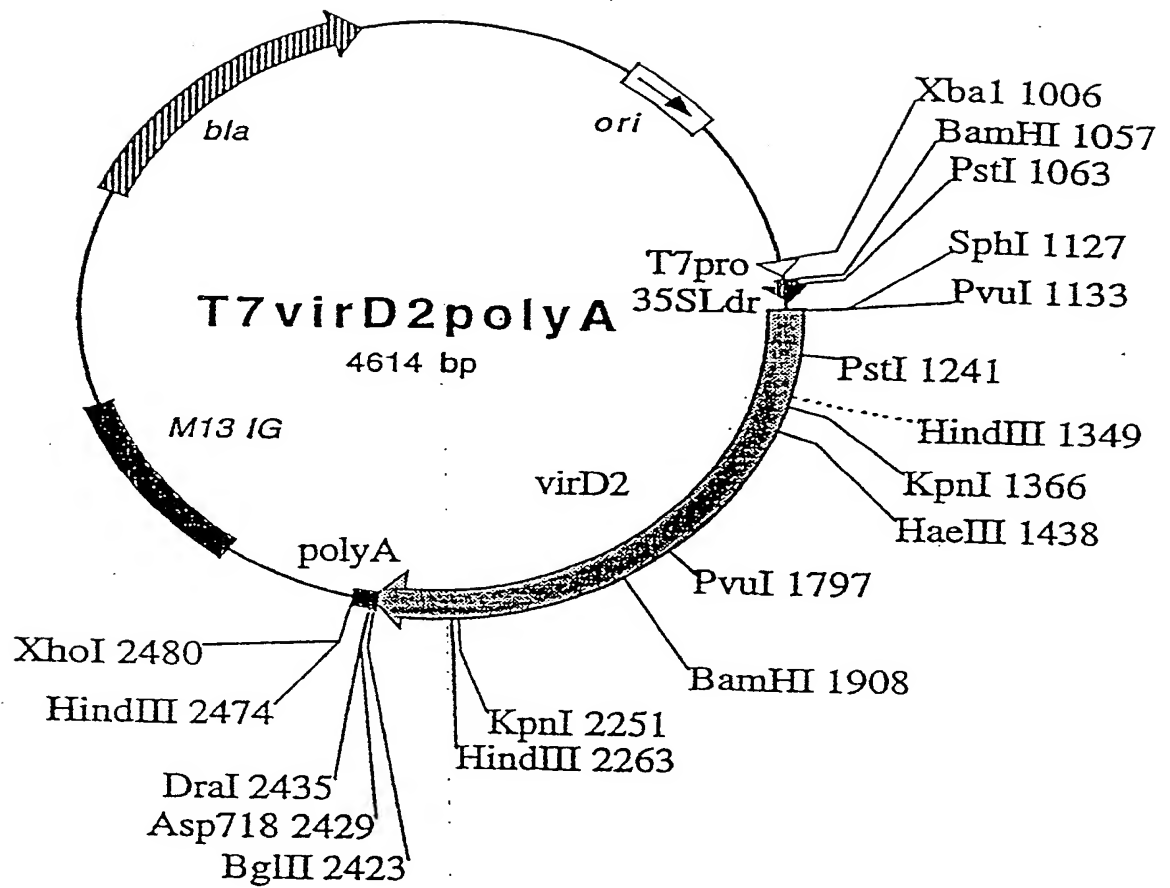 bla
ori
Xba1 1006
BamHI 1057
PstI 1063
SphI 1127
PvuI 1133
T7pro
35SLdr
T7virD2polyA
4614 bp
PstI 1241
HindIII 1349
KpnI 1366
HaeIII 1438
M13 IG
virD2
polyA
PvuI 1797
BamHI 1908
XhoI 2480
HindIII 2474
KpnI 2251
HindIII 2263
DraI 2435
Asp718 2429
BglII 2423